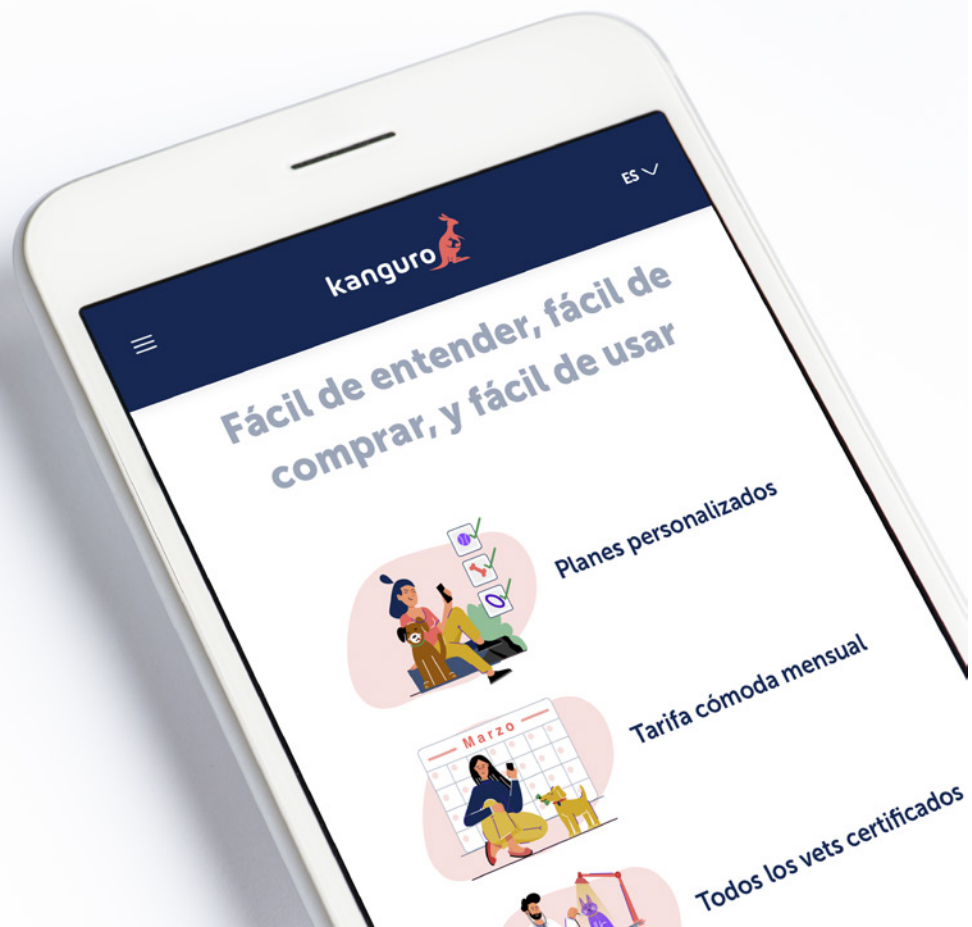 ES
kanguro
Fácil de entender, fácil de
comprar, y fácil de usar
Planes personalizados
Marzo
Tarifa cómoda mensual
Todos los vets certificados